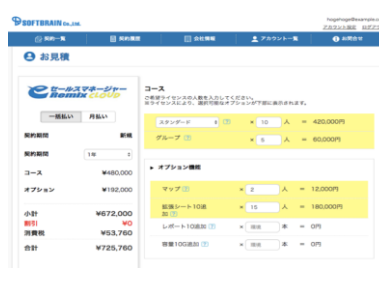 SOFTBRAIN Co.,Ltd.
hogehoge@example.c
アカウント設定 ログア
契約一覧 契約履歴 会社情報 アカウント一覧 お問合せ
お見積
セールスマネージャー
Remix CLOUD
一括払い 月払い
契約期間 新規
契約期間 1年
コース ¥480,000
オプション ¥192,000
小計 ¥672,000
割引 ¥0
消費税 ¥53,760
合計 ¥725,760
コース
ご希望ライセンスの人数を入力してください。
※ライセンスにより、選択可能なオプションが下部に表示されます。
スタンダード × 10 人 = 420,000円
グループ × 5 人 = 60,000円
オプション機能
マップ × 2 人 = 12,000円
拡張シート10追加 × 15 人 = 180,000円
レポート10追加 × 本 = 0円
容量10G追加 × 本 = 0円